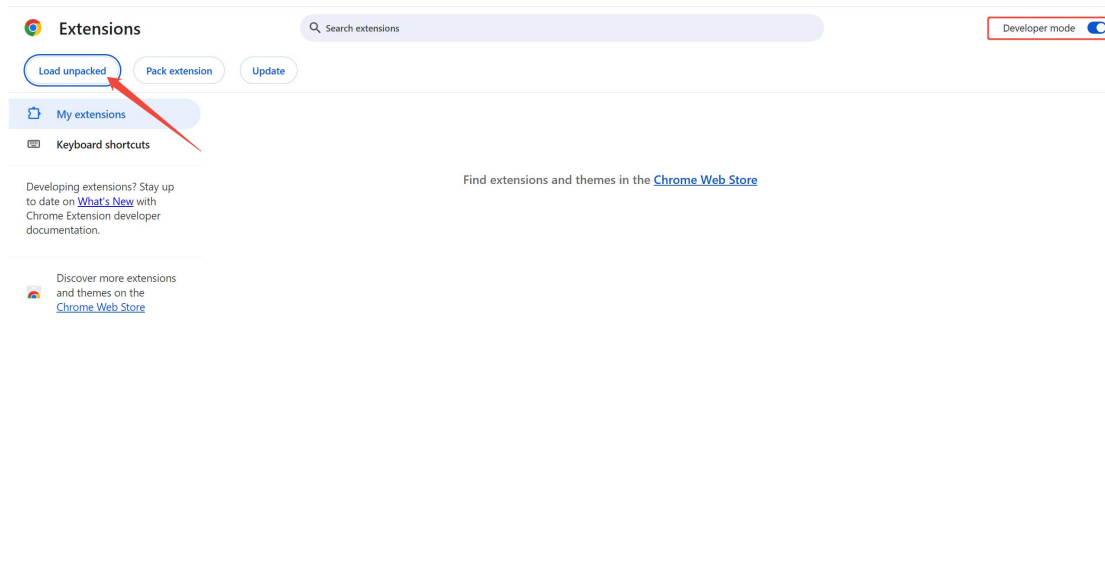 Extensions
Search extensions
Developer mode
Load unpacked
Pack extension
Update
My extensions
Keyboard shortcuts
Developing extensions? Stay up
to date on What's New with
Chrome Extension developer
documentation.
Discover more extensions
and themes on the
Chrome Web Store
Find extensions and themes in the Chrome Web Store